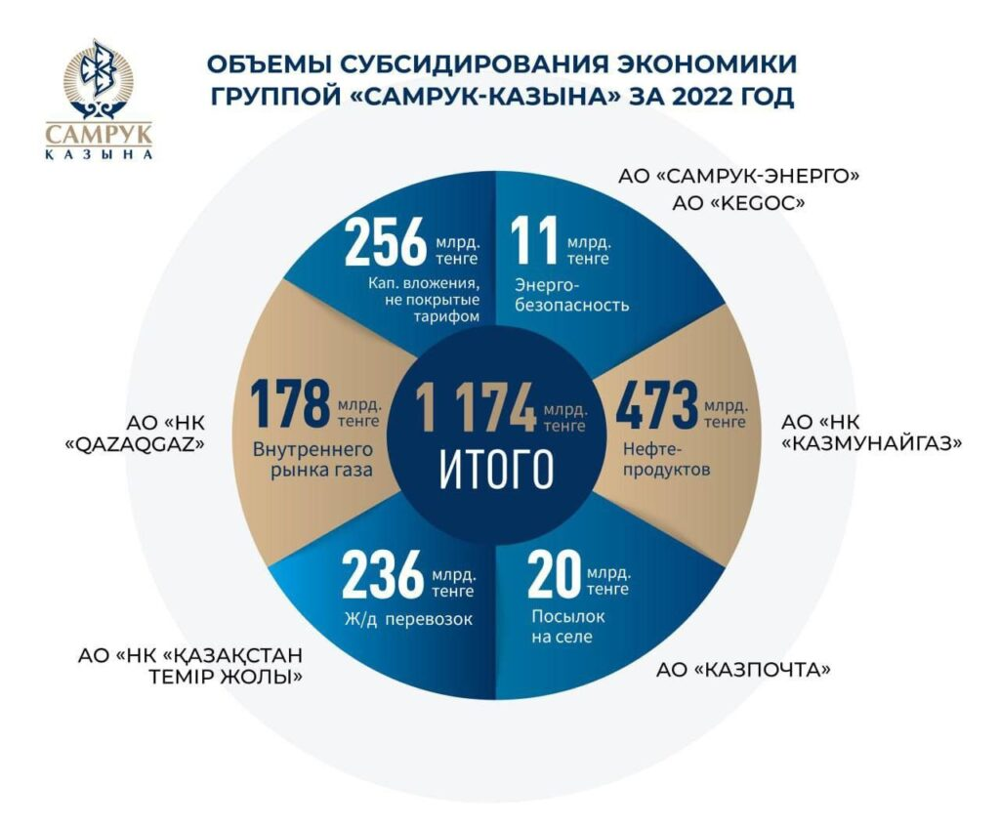 САМРУК
ҚАЗЫНА
ОБЪЕМЫ СУБСИДИРОВАНИЯ ЭКОНОМИКИ
ГРУППОЙ «САМРУК-КАЗЫНА» ЗА 2022 ГОД
АО «САМРУК-ЭНЕРГО»
АО «KEGOC»
256 млрд. тенге
Кап. вложения,
не покрытые
тарифом
11 млрд. тенге
Энерго-
безопасность
АО «НК
«QAZAQGAZ»
178 млрд. тенге
Внутреннего
рынка газа
1 174 млрд. тенге
ИТОГО
473 млрд. тенге
Нефте-
продуктов
АО «НК
«КАЗМУНАЙГАЗ»
236 млрд. тенге
Ж/д перевозок
20 млрд. тенге
Посылок
на селе
АО «НК «ҚАЗАҚСТАН
ТЕМІР ЖОЛЫ»
АО «КАЗПОЧТА»